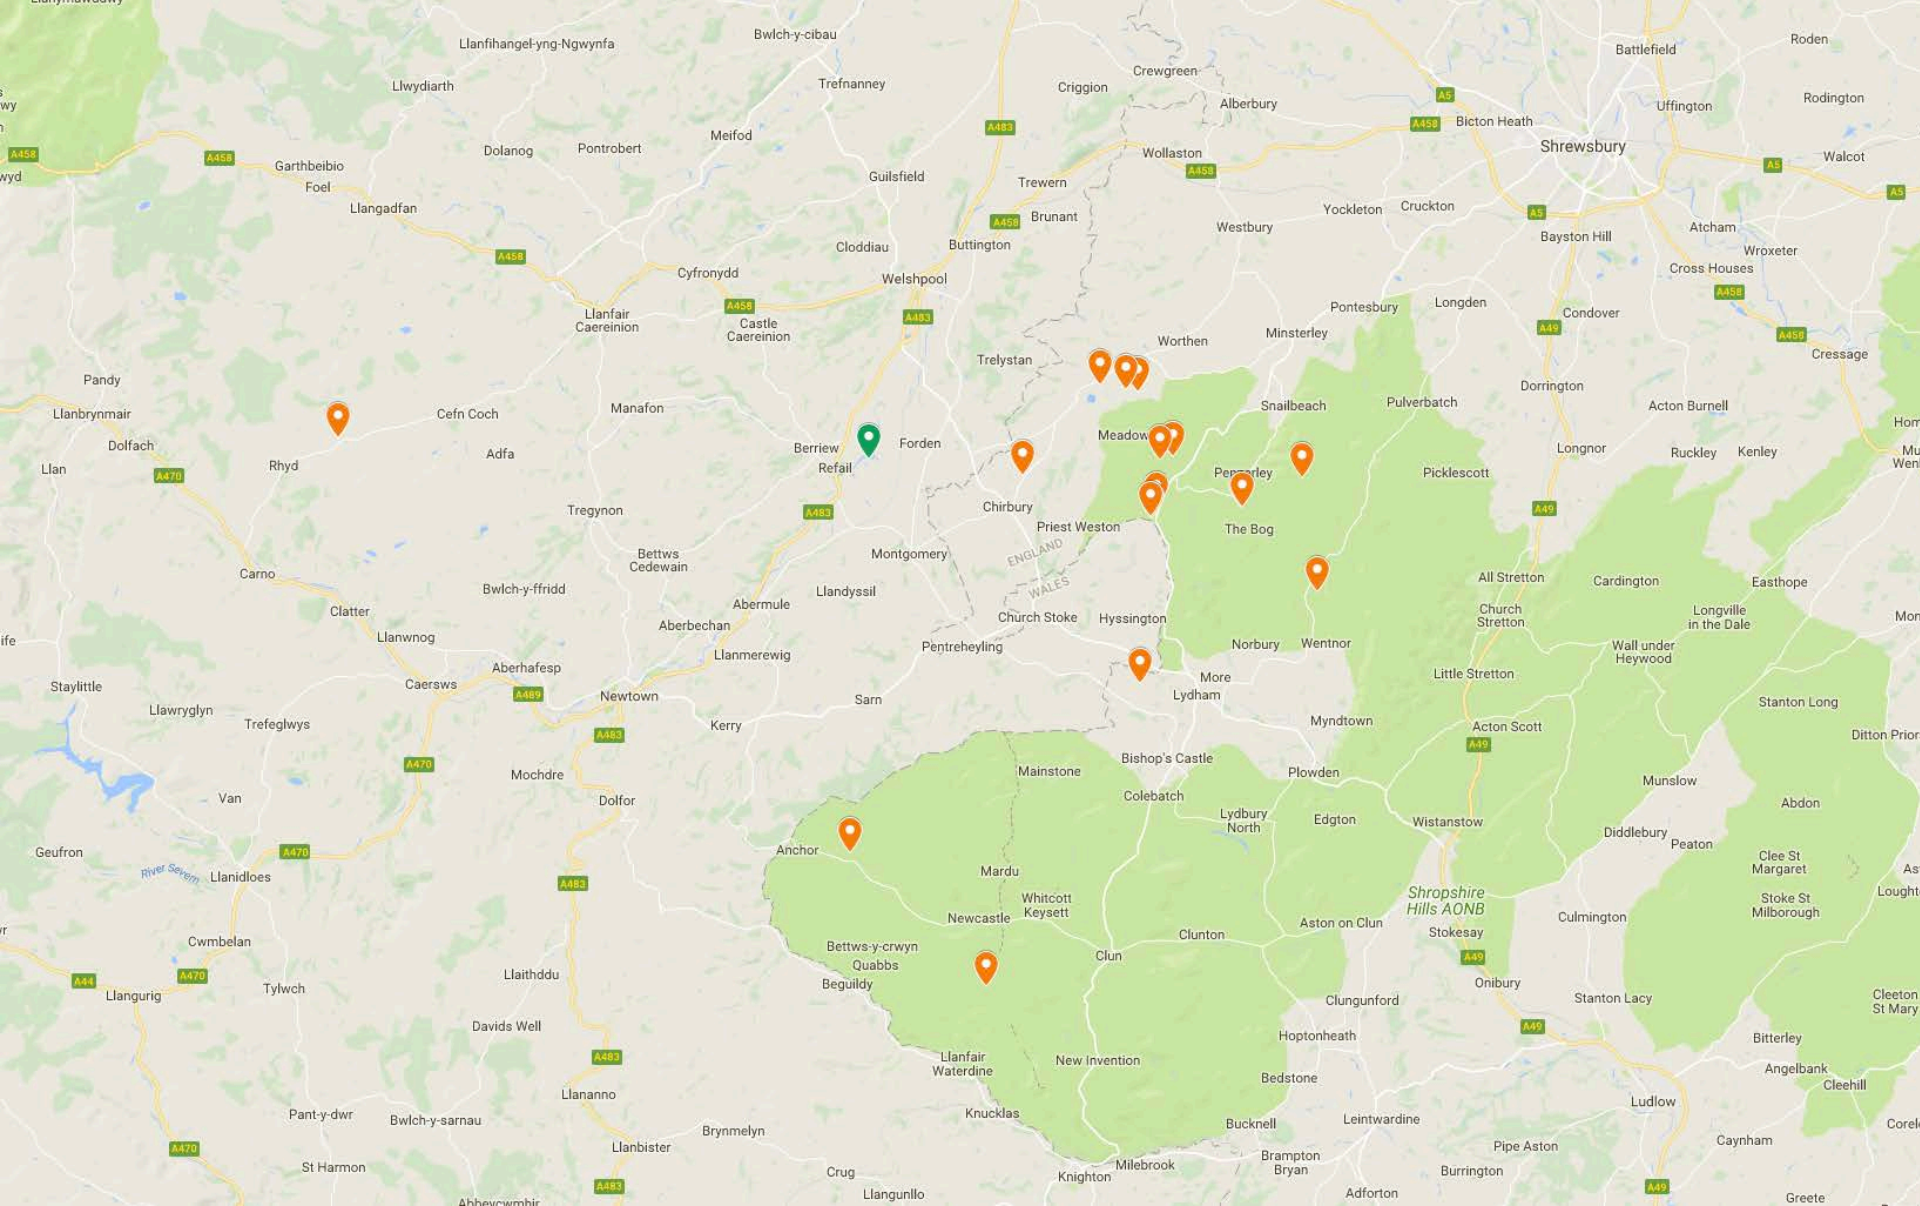 Bwlch-y-cibau
Roden
Llanfihangel-yng-Ngwynfa
Battlefield
Crewgreen
Llwydiarth
Trefnanney
Criggion
wy
A5
Rodington
Alberbury
Uffington
A483
A458
Bicton Heath
Meifod
Shrewsbury
Dolanog
Pontrobert
Wollaston
A458
A458
Walcot
Garthbeibio
A458
A5
wyd
Guilsfield
Trewern
Foel
A5
Llangadfan
Yockleton
Cruckton
A5
A458
Brunant
Westbury
Atcham
Cloddiau
Buttington
Bayston Hill
Wroxeter
A458
Cyfronydd
Welshpool
Cross Houses
A458
A458
Pontesbury
Longden
Llanfair
Caereinion
Castle
Caereinion
A483
Condover
A49
Minsterley
A458
Worthen
Cressage
Trelystan
Pandy
Dorrington
Llanbrynmair
Cefn Coch
Manafon
Snailbeach
Pulverbatch
Acton Burnell
Dolfach
Meadow
Forden
Berriew
Longnor
Ruckley
Kenley
Adfa
Rhyd
Refail
Llan
A470
Pennerley
Picklescott
Tregynon
A483
Chirbury
A49
Priest Weston
The Bog
Bettws
Cedewain
Montgomery
ENGLAND
WALES
Carno
Bwlch-y-ffridd
Llandyssil
All Stretton
Cardington
Easthope
Abermule
Clatter
Church Stoke
Hyssington
Church
Stretton
Longville
in the Dale
Aberbechan
Llanwnog
ife
Pentreheyling
Norbury
Wentnor
Wall under
Heywood
Llanmerewig
Aberhafesp
Caersws
Little Stretton
More
Staylittle
A489
Newtown
Sarn
Lydham
Stanton Long
Llawryglyn
Trefeglwys
Kerry
Myndtown
Acton Scott
A483
A49
Ditton Prior
Bishop's Castle
A470
Mochdre
Mainstone
Plowden
Munslow
Van
Dolfor
Colebatch
Abdon
Lydbury
North
Edgton
Wistanstow
Diddlebury
Peaton
Geufron
A470
Anchor
Clee St
Margaret
River Severn
Llanidloes
Mardu
A483
Shropshire
Hills AONB
Whitcott
Keysett
Stoke St
Milborough
Newcastle
Aston on Clun
Culmington
Stokesay
Cwmbelan
Clunton
Bettws-y-crwyn
Clun
Quabbs
A49
A44
A470
Llaithddu
Beguildy
Onibury
Tylwch
Llangurig
Clungunford
Stanton Lacy
Cleeton
St Mary
Davids Well
A49
Hoptonheath
Bitterley
A483
Llanfair
Waterdine
New Invention
Angelbank
Bedstone
Cleehill
Llananno
Ludlow
Pant-y-dwr
Bwlch-y-sarnau
Knucklas
Bucknell
Leintwardine
Brynmelyn
Caynham
A470
Llanbister
Pipe Aston
Brampton
Bryan
St Harmon
Crug
Milebrook
Burrington
Knighton
A483
Llangunllo
Adforton
A49
Greete